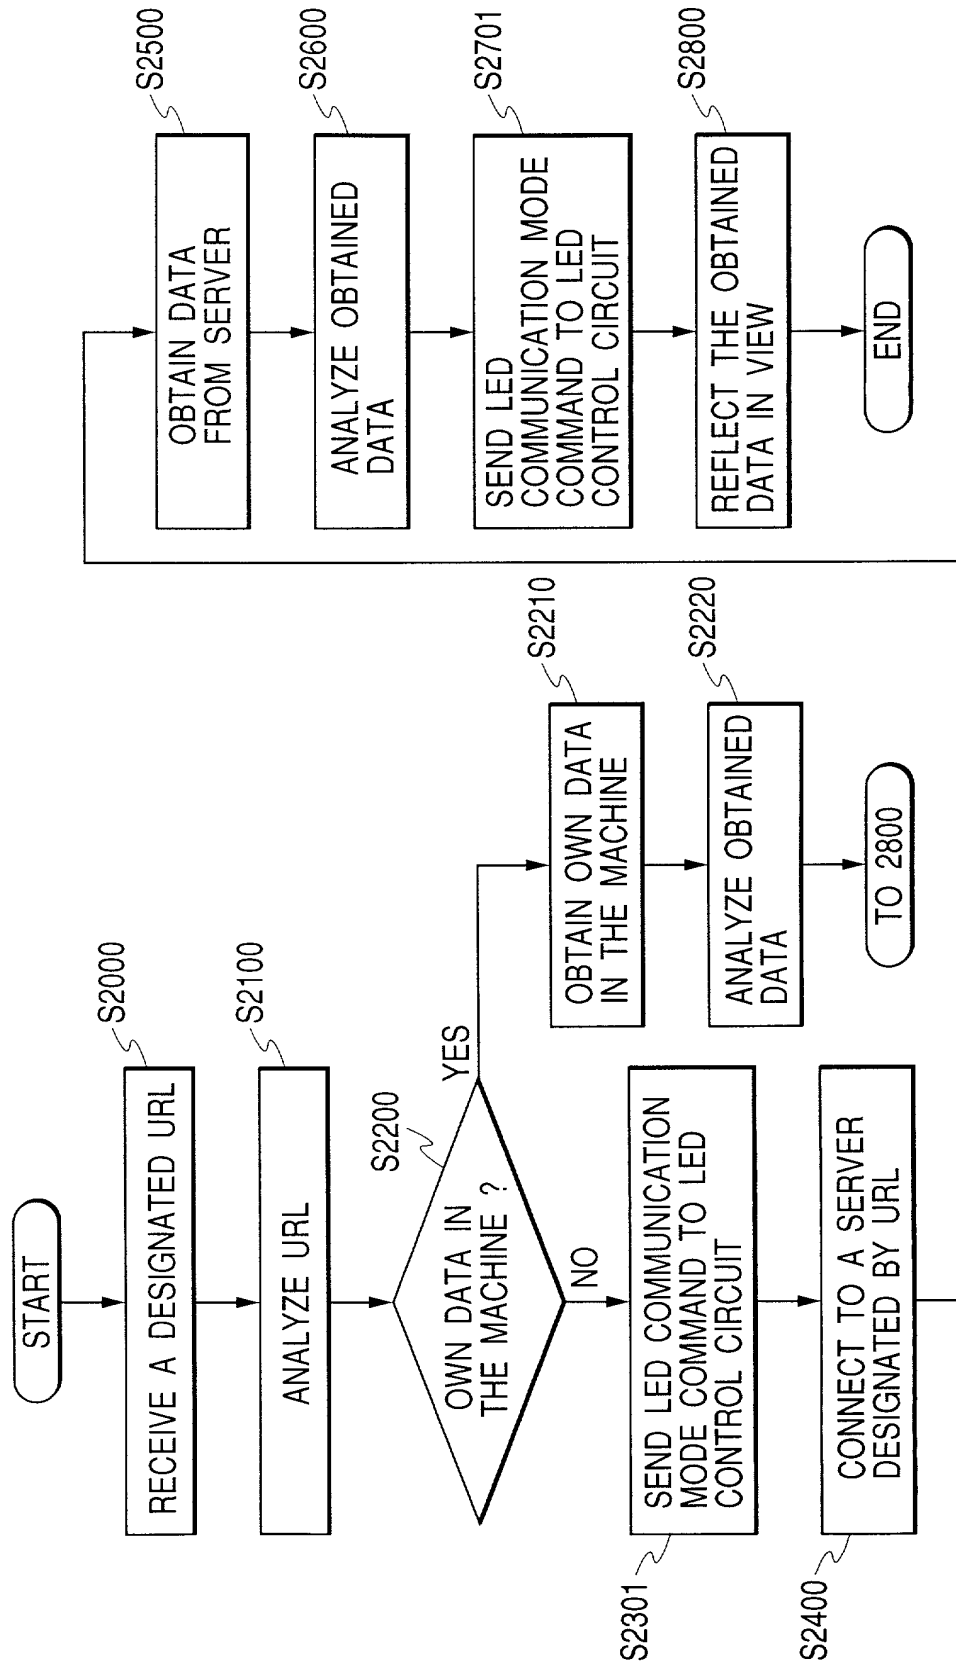 START
S2000
RECEIVE A DESIGNATED URL
S2100
ANALYZE URL
S2200
OWN DATA IN
THE MACHINE ?
YES
NO
S2210
OBTAIN OWN DATA
IN THE MACHINE
S2220
ANALYZE OBTAINED
DATA
TO 2800
S2301
SEND LED COMMUNICATION
MODE COMMAND TO LED
CONTROL CIRCUIT
S2400
CONNECT TO A SERVER
DESIGNATED BY URL
S2500
OBTAIN DATA
FROM SERVER
S2600
ANALYZE OBTAINED
DATA
S2701
SEND LED
COMMUNICATION MODE
COMMAND TO LED
CONTROL CIRCUIT
S2800
REFLECT THE OBTAINED
DATA IN VIEW
END